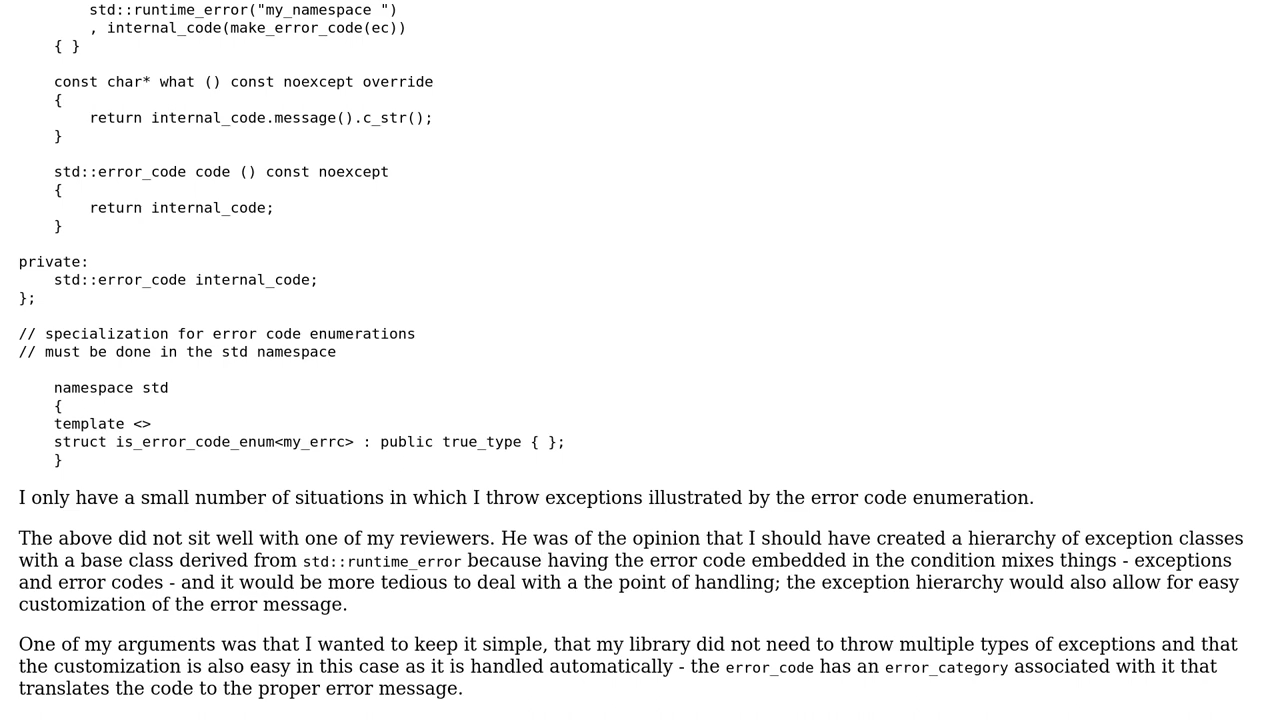 std::runtime_error("my_namespace ")
        , internal_code(make_error_code(ec))
    { }

    const char* what () const noexcept override
    {
        return internal_code.message().c_str();
    }

    std::error_code code () const noexcept
    {
        return internal_code;
    }

private:
    std::error_code internal_code;
};

// specialization for error code enumerations
// must be done in the std namespace

    namespace std
    {
    template <>
    struct is_error_code_enum<my_errc> : public true_type { };
    }
I only have a small number of situations in which I throw exceptions illustrated by the error code enumeration.
The above did not sit well with one of my reviewers. He was of the opinion that I should have created a hierarchy of exception classes
with a base class derived from std::runtime_error because having the error code embedded in the condition mixes things - exceptions
and error codes - and it would be more tedious to deal with a the point of handling; the exception hierarchy would also allow for easy
customization of the error message.
One of my arguments was that I wanted to keep it simple, that my library did not need to throw multiple types of exceptions and that
the customization is also easy in this case as it is handled automatically - the error_code has an error_category associated with it that
translates the code to the proper error message.